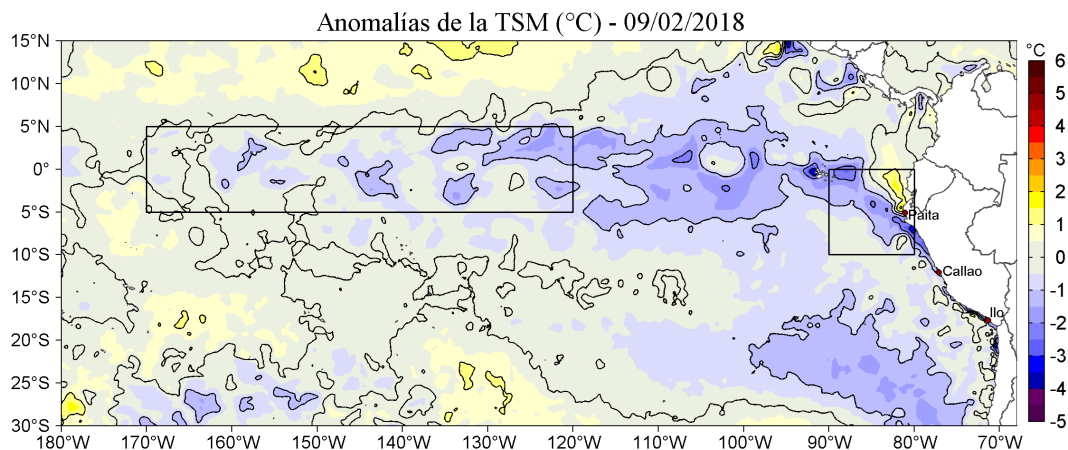 Anomalías de la TSM (°C) - 09/02/2018
15°N
10°N
5°N
0°
5°S
10°S
15°S
20°S
25°S
30°S
180°W
170°W
160°W
150°W
140°W
130°W
120°W
110°W
100°W
90°W
80°W
70°W
Paita
Callao
Ilo
°C
6
5
4
3
2
1
0
-1
-2
-3
-4
-5